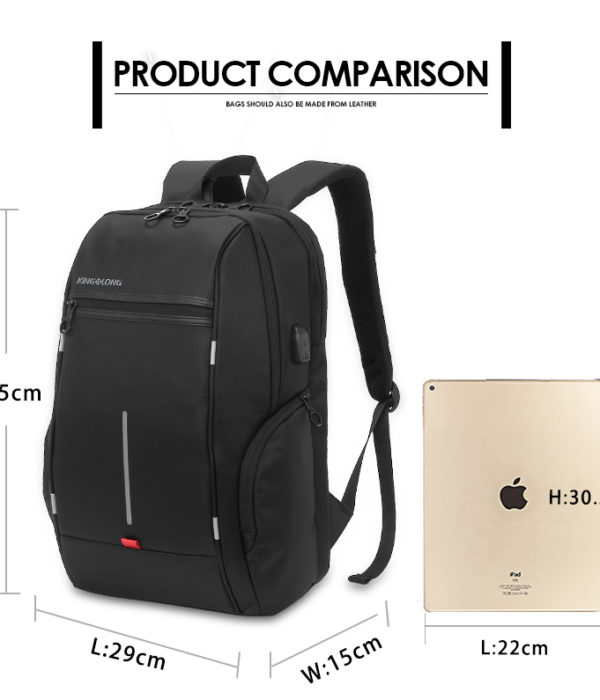 PRODUCT COMPARISON
BAGS SHOULD ALSO BE MADE FROM LEATHER
KINGSLONG
5cm
H:30.
iPad
L:29cm
W:15cm
L:22cm